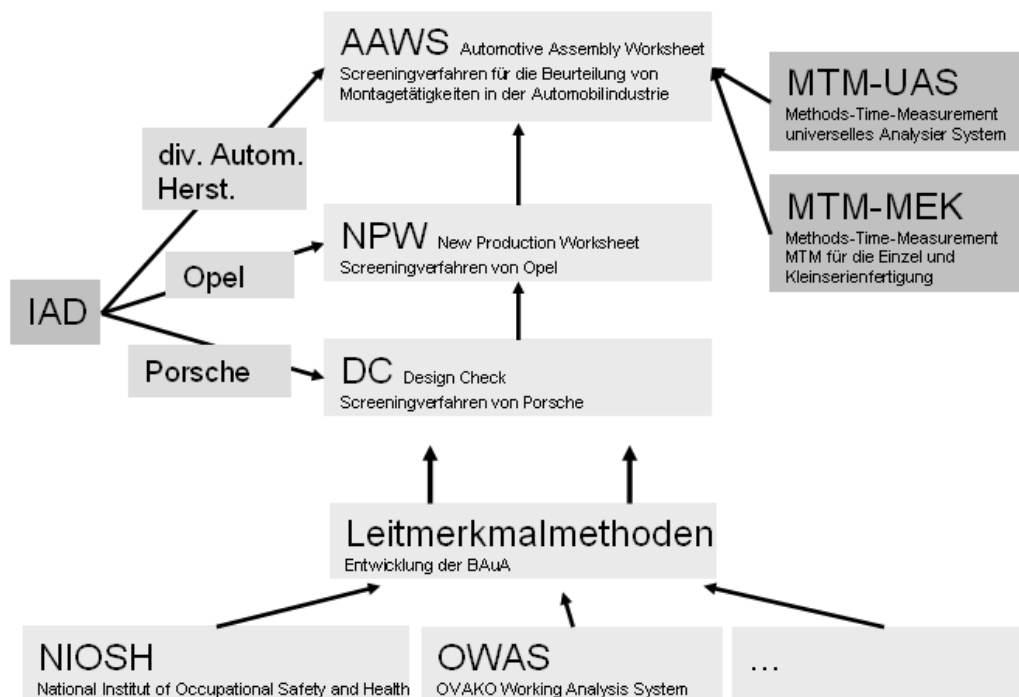 AAWS Automotive Assembly Worksheet
Screeningverfahren für die Beurteilung von
Montagetätigkeiten in der Automobilindustrie
MTM-UAS
Methods-Time-Measurement
universelles Analysier System
div. Autom.
Herst.
MTM-MEK
Methods-Time-Measurement
MTM für die Einzel und
Kleinserienfertigung
NPW New Production Worksheet
Screeningverfahren von Opel
Opel
IAD
Porsche
DC Design Check
Screeningverfahren von Porsche
Leitmerkmalmethoden
Entwicklung der BAuA
NIOSH
National Institut of Occupational Safety and Health
OWAS
OVAKO Working Analysis System
...